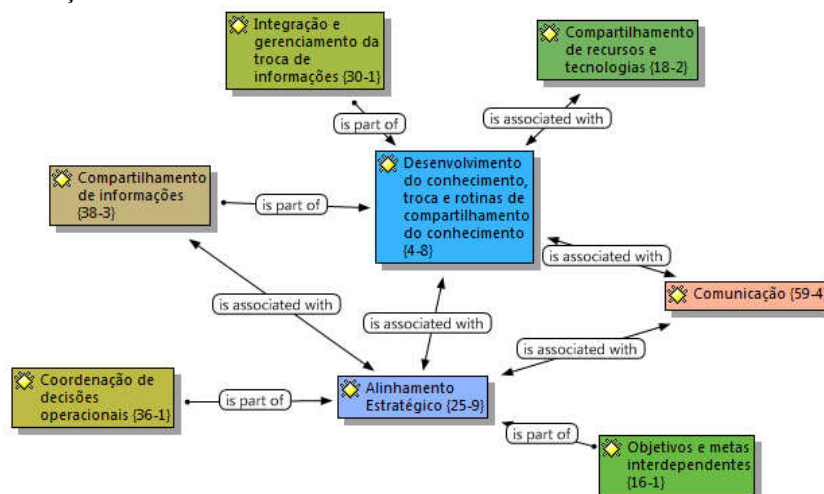 Integração e
gerenciamento da
troca de
informações {30-1}
Compartilhamento
de recursos e
tecnologias {18-2}
is part of
is associated with
Compartilhamento
de informações
{38-3}
is part of
Desenvolvimento
do conhecimento,
troca e rotinas de
compartilhamento
do conhecimento
{4-8}
is associated with
Comunicação {59-4}
is associated with
is associated with
is associated with
Coordenação de
decisões
operacionais {36-1}
is part of
Alinhamento
Estratégico {25-9}
is part of
Objetivos e metas
interdependentes
{16-1}